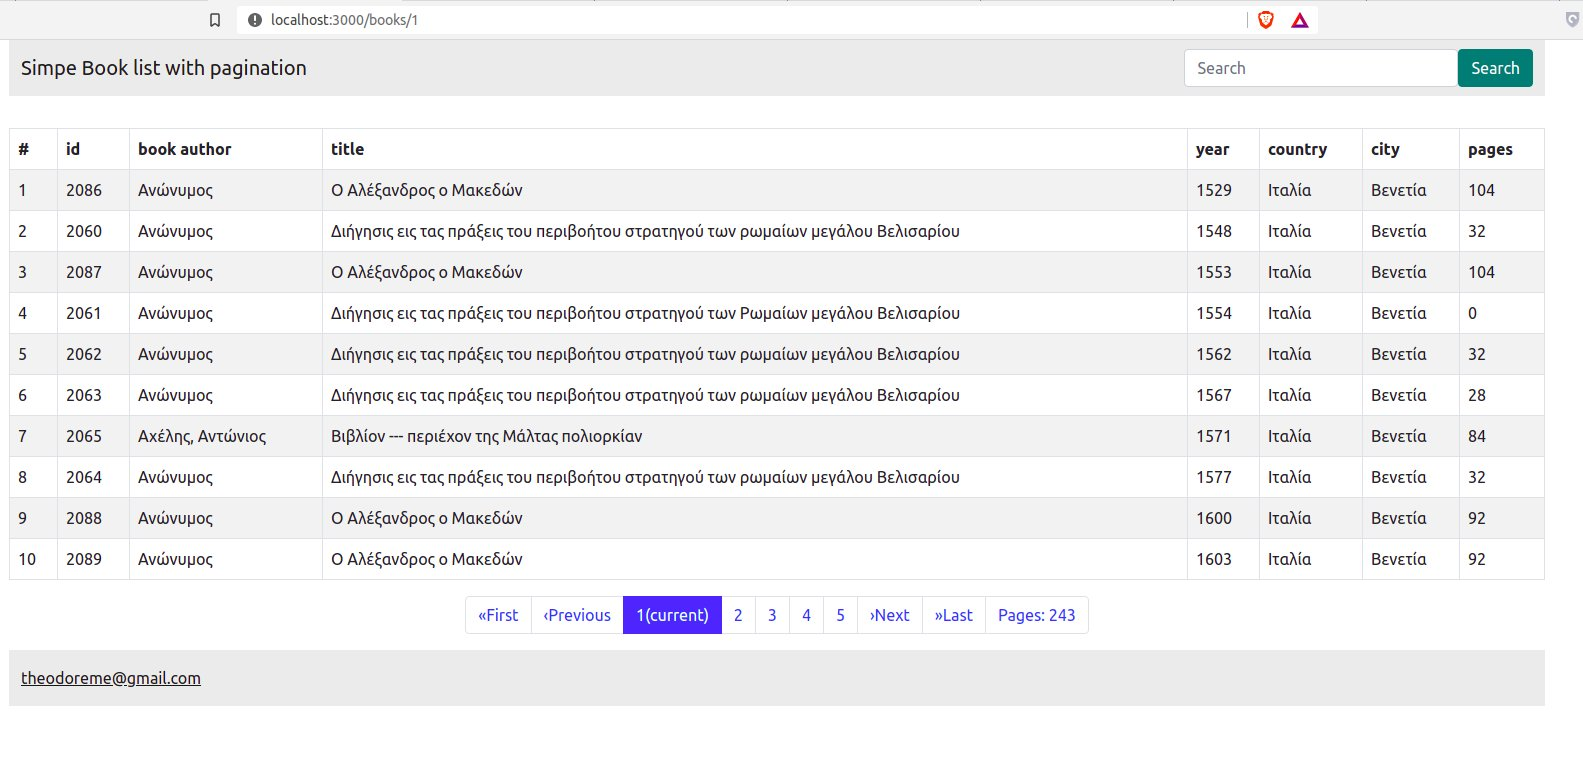 localhost:3000/books/1
Simpe Book list with pagination Search Search
# id book author title year country city pages
1 2086 Ανώνυμος Ο Αλέξανδρος ο Μακεδών 1529 Ιταλία Βενετία 104
2 2060 Ανώνυμος Διήγησις εις τας πράξεις του περιβοήτου στρατηγού των ρωμαίων μεγάλου Βελισαρίου 1548 Ιταλία Βενετία 32
3 2087 Ανώνυμος Ο Αλέξανδρος ο Μακεδών 1553 Ιταλία Βενετία 104
4 2061 Ανώνυμος Διήγησις εις τας πράξεις του περιβοήτου στρατηγού των Ρωμαίων μεγάλου Βελισαρίου 1554 Ιταλία Βενετία 0
5 2062 Ανώνυμος Διήγησις εις τας πράξεις του περιβοήτου στρατηγού των ρωμαίων μεγάλου Βελισαρίου 1562 Ιταλία Βενετία 32
6 2063 Ανώνυμος Διήγησις εις τας πράξεις του περιβοήτου στρατηγού των ρωμαίων μεγάλου Βελισαρίου 1567 Ιταλία Βενετία 28
7 2065 Αχέλης, Αντώνιος Βιβλίον --- περιέχον της Μάλτας πολιορκίαν 1571 Ιταλία Βενετία 84
8 2064 Ανώνυμος Διήγησις εις τας πράξεις του περιβοήτου στρατηγού των ρωμαίων μεγάλου Βελισαρίου 1577 Ιταλία Βενετία 32
9 2088 Ανώνυμος Ο Αλέξανδρος ο Μακεδών 1600 Ιταλία Βενετία 92
10 2089 Ανώνυμος Ο Αλέξανδρος ο Μακεδών 1603 Ιταλία Βενετία 92
«First ‹Previous 1(current) 2 3 4 5 ›Next »Last Pages: 243
theodoreme@gmail.com